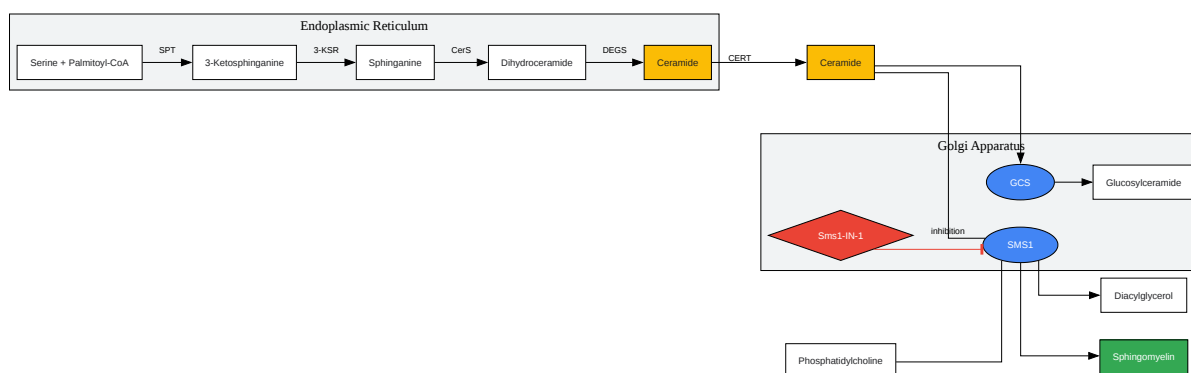 Endoplasmic Reticulum
Serine + Palmitoyl-CoA
SPT
3-Ketosphinganine
3-KSR
Sphinganine
CerS
Dihydroceramide
DEGS
Ceramide
CERT
Ceramide
Golgi Apparatus
GCS
Glucosylceramide
Sms1-IN-1
inhibition
SMS1
Diacylglycerol
Phosphatidylcholine
Sphingomyelin